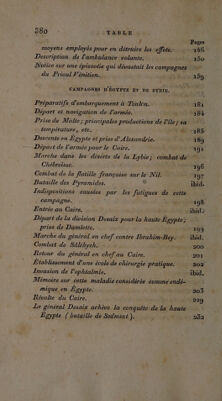 380 TABLE
Pages
moyens employés pour en détruire les effets. 146
Description de l'ambulance volante. 150
Notice sur une épizootie qui dévastait les campagnes
du Frioul Vénitien. 159
CAMPAGNES D'ÉGYPTE ET DE SYRIE.
Préparatifs d'embarquement à Toulon. 181
Départ et navigation de l'armée. 184
Prise de Malte; principales productions de l'île; sa
température, etc. 185
Descente en Égypte et prise d'Alexandrie. 189
Départ de l'armée pour le Caire. 191
Marche dans les déserts de la Lybie; combat de
Chebreisse. 196
Combat de la flotille française sur le Nil. 197
Bataille des Pyramides. ibid.
Indispositions causées par les fatigues de cette
campagne. 198
Entrée au Caire. ibid.
Départ de la division Desaix pour la haute Égypte;
prise de Damiette. 199
Marche du général en chef contre Ibrahim-Bey. ibid.
Combat de Sâléhyeh. 200
Retour du général en chef au Caire. 201
Établissement d'une école de chirurgie pratique. 202
Invasion de l'ophtalmie. ibid.
Mémoire sur cette maladie considérée comme endé-
mique en Égypte. 203
Révolte du Caire. 229
Le général Desaix achève la conquête de la haute
Égypte (bataille de Sedment). 232